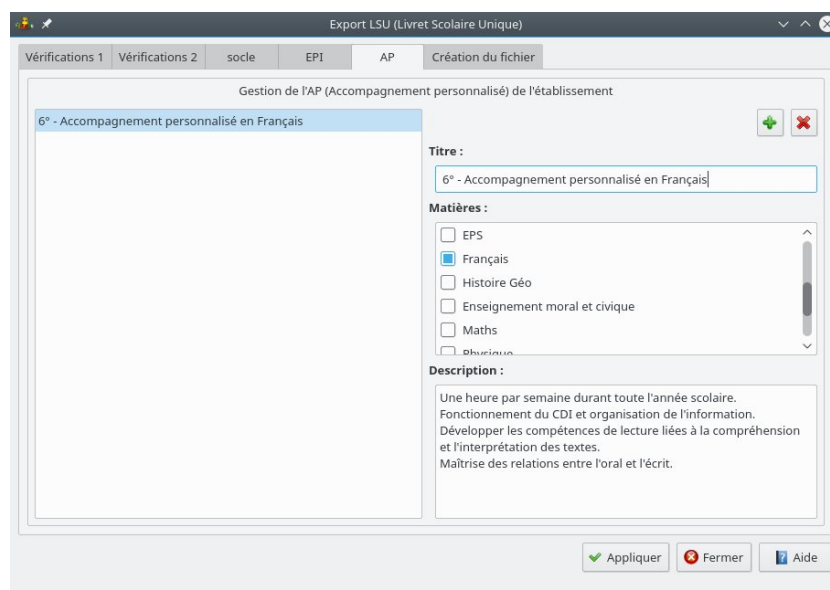 Export LSU (Livret Scolaire Unique)
Vérifications 1
Vérifications 2
socle
EPI
AP
Création du fichier
Gestion de l'AP (Accompagnement personnalisé) de l'établissement
6° - Accompagnement personnalisé en Français
Titre :
6° - Accompagnement personnalisé en Français
Matières :
EPS
Français
Histoire Géo
Enseignement moral et civique
Maths
Physique
Description :
Une heure par semaine durant toute l'année scolaire.
Fonctionnement du CDI et organisation de l'information.
Développer les compétences de lecture liées à la compréhension
et l'interprétation des textes.
Maîtrise des relations entre l'oral et l'écrit.
Appliquer
Fermer
Aide